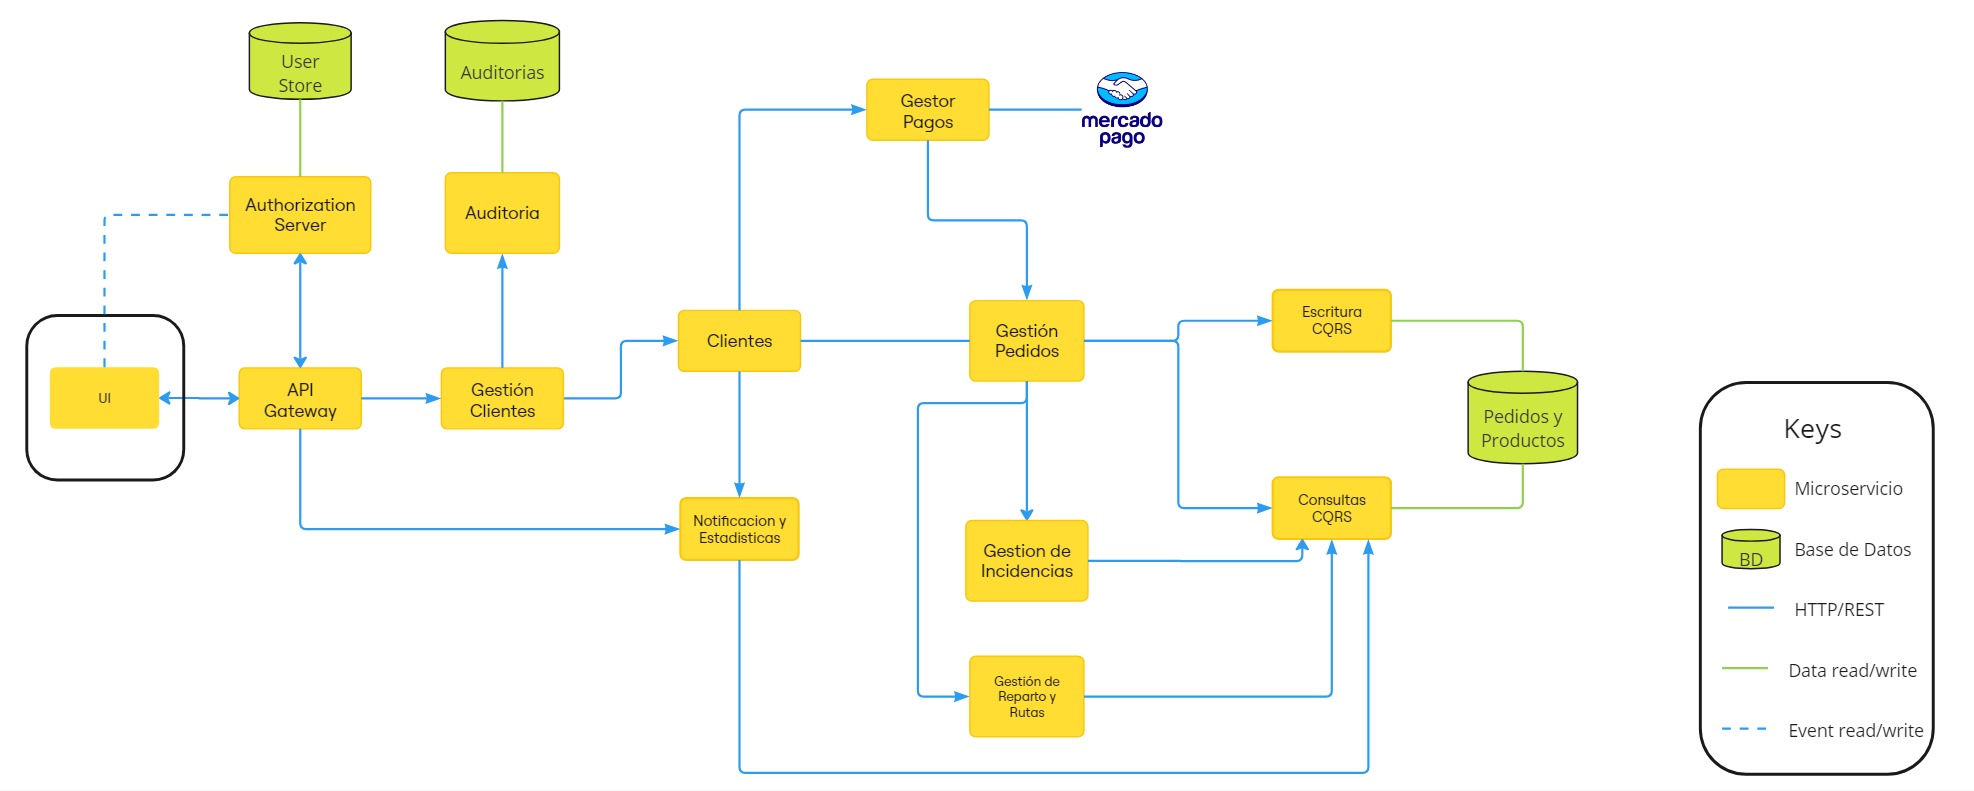 User
Store
Auditorias
Gestor
Pagos
mercado
pago
Authorization
Server
Auditoria
Clientes
Gestión
Pedidos
Escritura
CQRS
UI
API
Gateway
Gestión
Clientes
Pedidos y
Productos
Notificacion y
Estadisticas
Consultas
CQRS
Gestion de
Incidencias
Gestión de
Reparto y
Rutas
Keys
Microservicio
BD
Base de Datos
HTTP/REST
Data read/write
Event read/write